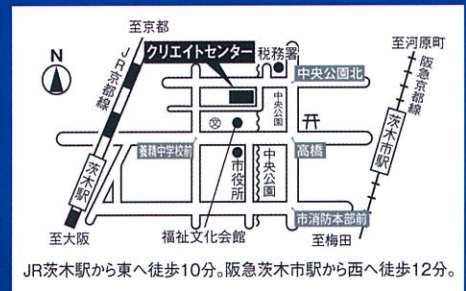 至京都
至河原町
N
JR京都線
クリエイトセンター
税務署
中央公園北
阪急京都線
中央公園
文
茨木市駅
養精中学校前
高橋
茨木駅
市役所
中央公園
市消防本部前
至大阪
福祉文化会館
至梅田
JR茨木駅から東へ徒歩10分。阪急茨木市駅から西へ徒歩12分。